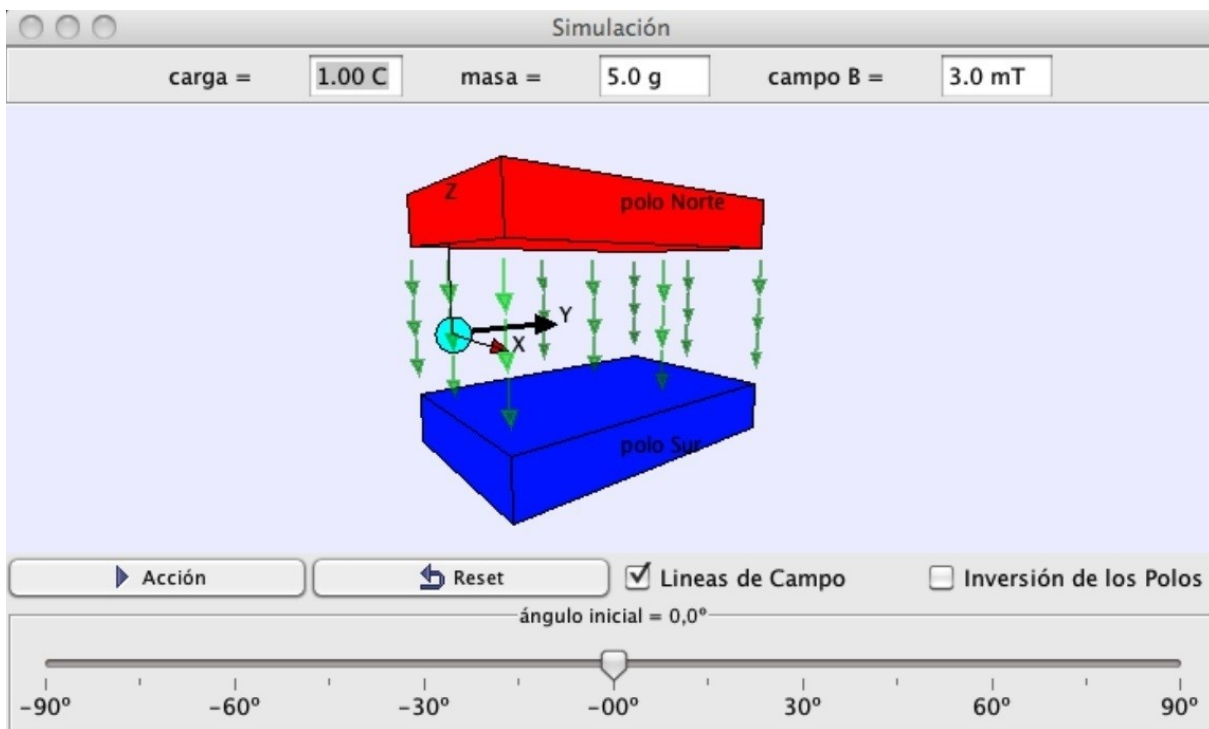 Simulación
carga = 1.00 C masa = 5.0 g campo B = 3.0 mT
Z
polo Norte
Y
X
polo Sur
Acción Reset Lineas de Campo Inversión de los Polos
ángulo inicial = 0,0º
-90º -60º -30º -00º 30º 60º 90º